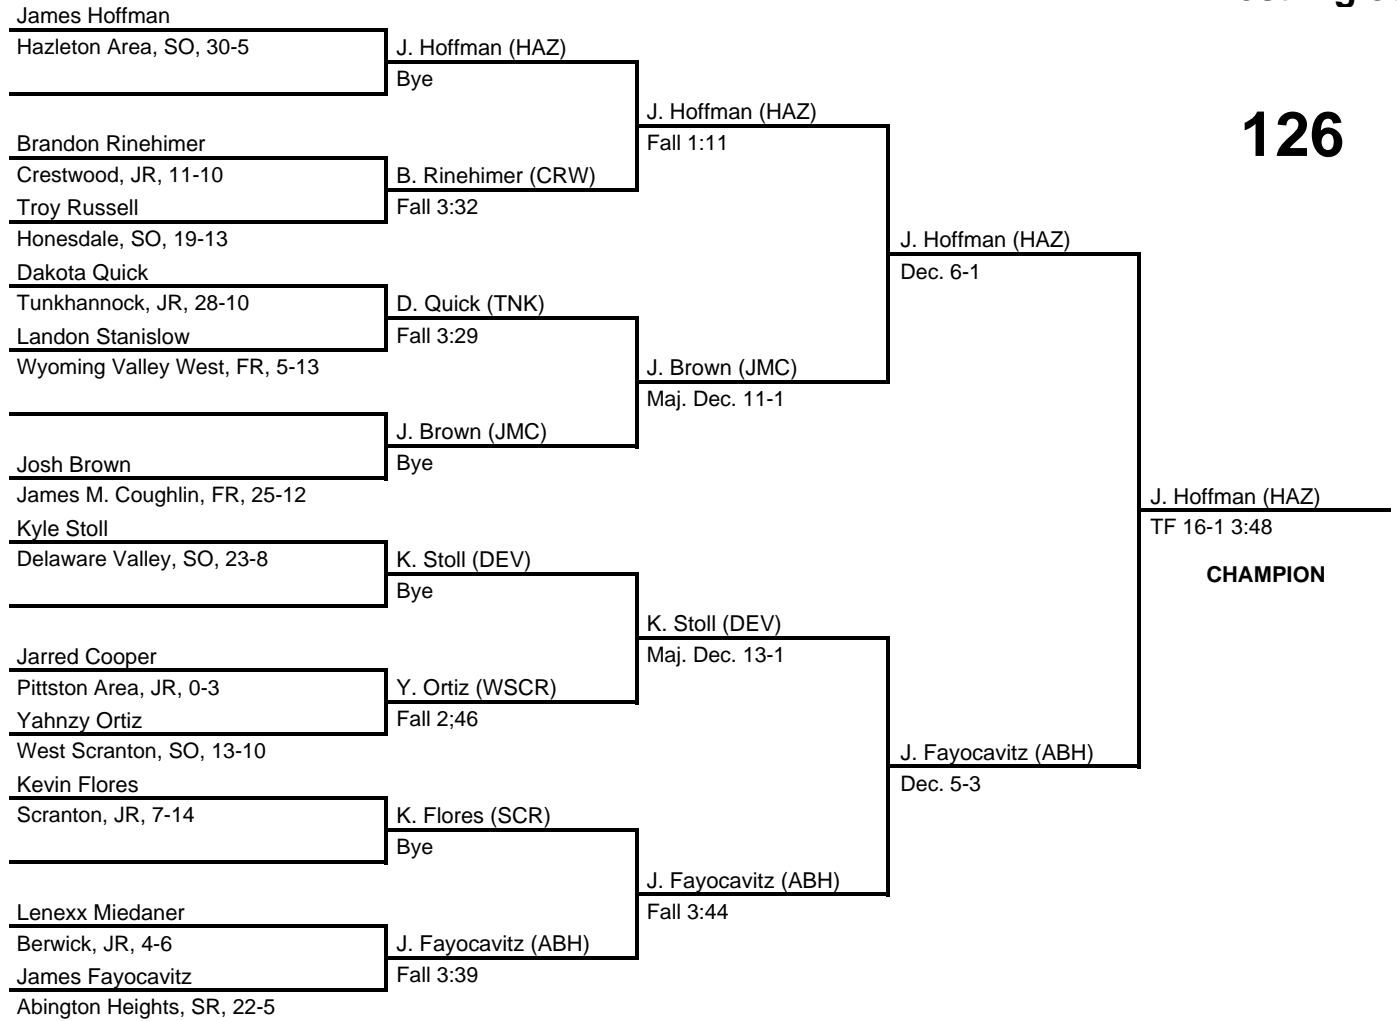 James Hoffman
Hazleton Area, SO, 30-5
J. Hoffman (HAZ)
Bye
J. Hoffman (HAZ)
Fall 1:11
126
Brandon Rinehimer
Crestwood, JR, 11-10
B. Rinehimer (CRW)
Troy Russell
Fall 3:32
Honesdale, SO, 19-13
J. Hoffman (HAZ)
Dec. 6-1
Dakota Quick
Tunkhannock, JR, 28-10
D. Quick (TNK)
Landon Stanislow
Fall 3:29
Wyoming Valley West, FR, 5-13
J. Brown (JMC)
Maj. Dec. 11-1
J. Brown (JMC)
Bye
Josh Brown
James M. Coughlin, FR, 25-12
J. Hoffman (HAZ)
TF 16-1 3:48
CHAMPION
Kyle Stoll
Delaware Valley, SO, 23-8
K. Stoll (DEV)
Bye
K. Stoll (DEV)
Maj. Dec. 13-1
Jarred Cooper
Pittston Area, JR, 0-3
Y. Ortiz (WSCR)
Yahnzy Ortiz
Fall 2;46
West Scranton, SO, 13-10
J. Fayocavitz (ABH)
Dec. 5-3
Kevin Flores
Scranton, JR, 7-14
K. Flores (SCR)
Bye
J. Fayocavitz (ABH)
Fall 3:44
Lenexx Miedaner
Berwick, JR, 4-6
J. Fayocavitz (ABH)
James Fayocavitz
Fall 3:39
Abington Heights, SR, 22-5